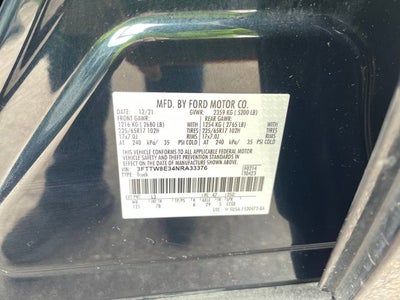 MFD. BY FORD MOTOR CO.
DATE: 12/21 GVWR: 2359 KG ( 5200 LB)
FRONT GAWR: REAR GAWR:
1216 KG ( 2680 LB) 1254 KG ( 2765 LB)
225/65R17 102H 225/65R17 102H
17x7.0J 17x7.0J
AT 240 kPa/ 35 PSI COLD AT 240 kPa/ 35 PSI COLD
THIS VEHICLE CONFORMS TO ALL APPLICABLE FEDERAL MOTOR
VEHICLE SAFETY AND THEFT PREVENTION STANDARDS IN EFFECT
ON THE DATE OF MANUFACTURE SHOWN ABOVE.
VIN: 3FTTW8E34NRA33376
TYPE: Truck